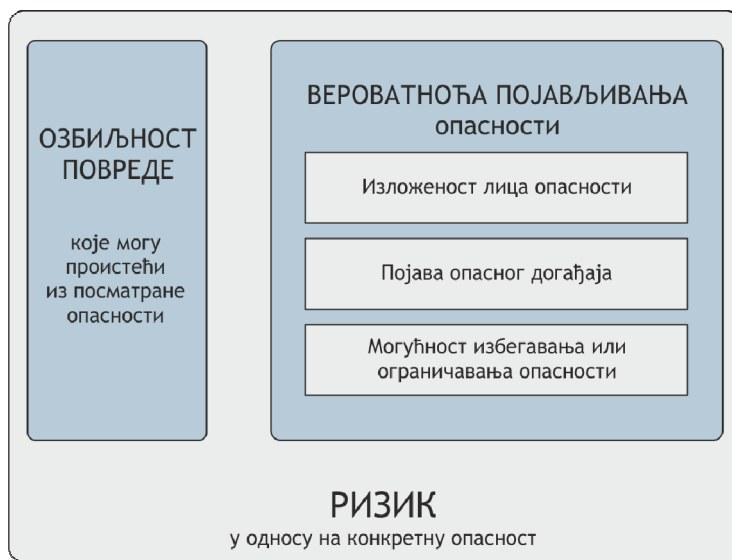 ОЗБИЉНОСТ
ПОВРЕДЕ
које могу
проистећи
из посматране
опасности
ВЕРОВАТНОЋА ПОЈАВЉИВАЊА
опасности
Изложеност лица опасности
Појава опасног догађаја
Могућност избегавања или
ограничавања опасности
РИЗИК
у односу на конкретну опасност